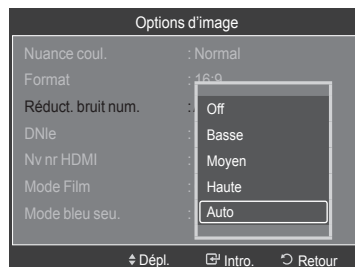 Options d'image
Nuance coul. : Normal
Format : 16:9
Réduct. bruit num. :
Off
DNIe :
Basse
Nv nr HDMI :
Moyen
Mode Film :
Haute
Mode bleu seu. :
Auto
Dépl. Intro. Retour